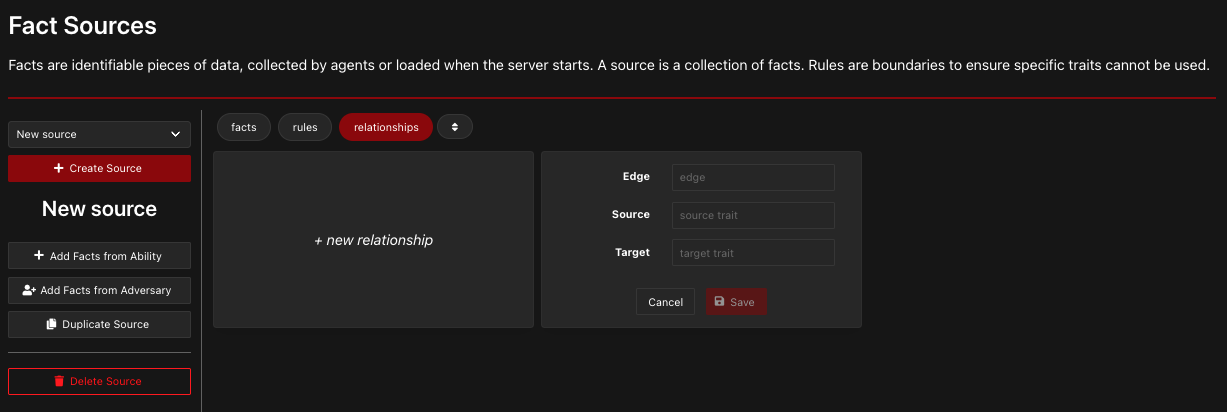 Fact Sources
Facts are identifiable pieces of data, collected by agents or loaded when the server starts. A source is a collection of facts. Rules are boundaries to ensure specific traits cannot be used.
New source
Create Source
New source
Add Facts from Ability
Add Facts from Adversary
Duplicate Source
Delete Source
facts
rules
relationships
+ new relationship
Edge
edge
Source
source trait
Target
target trait
Cancel
Save